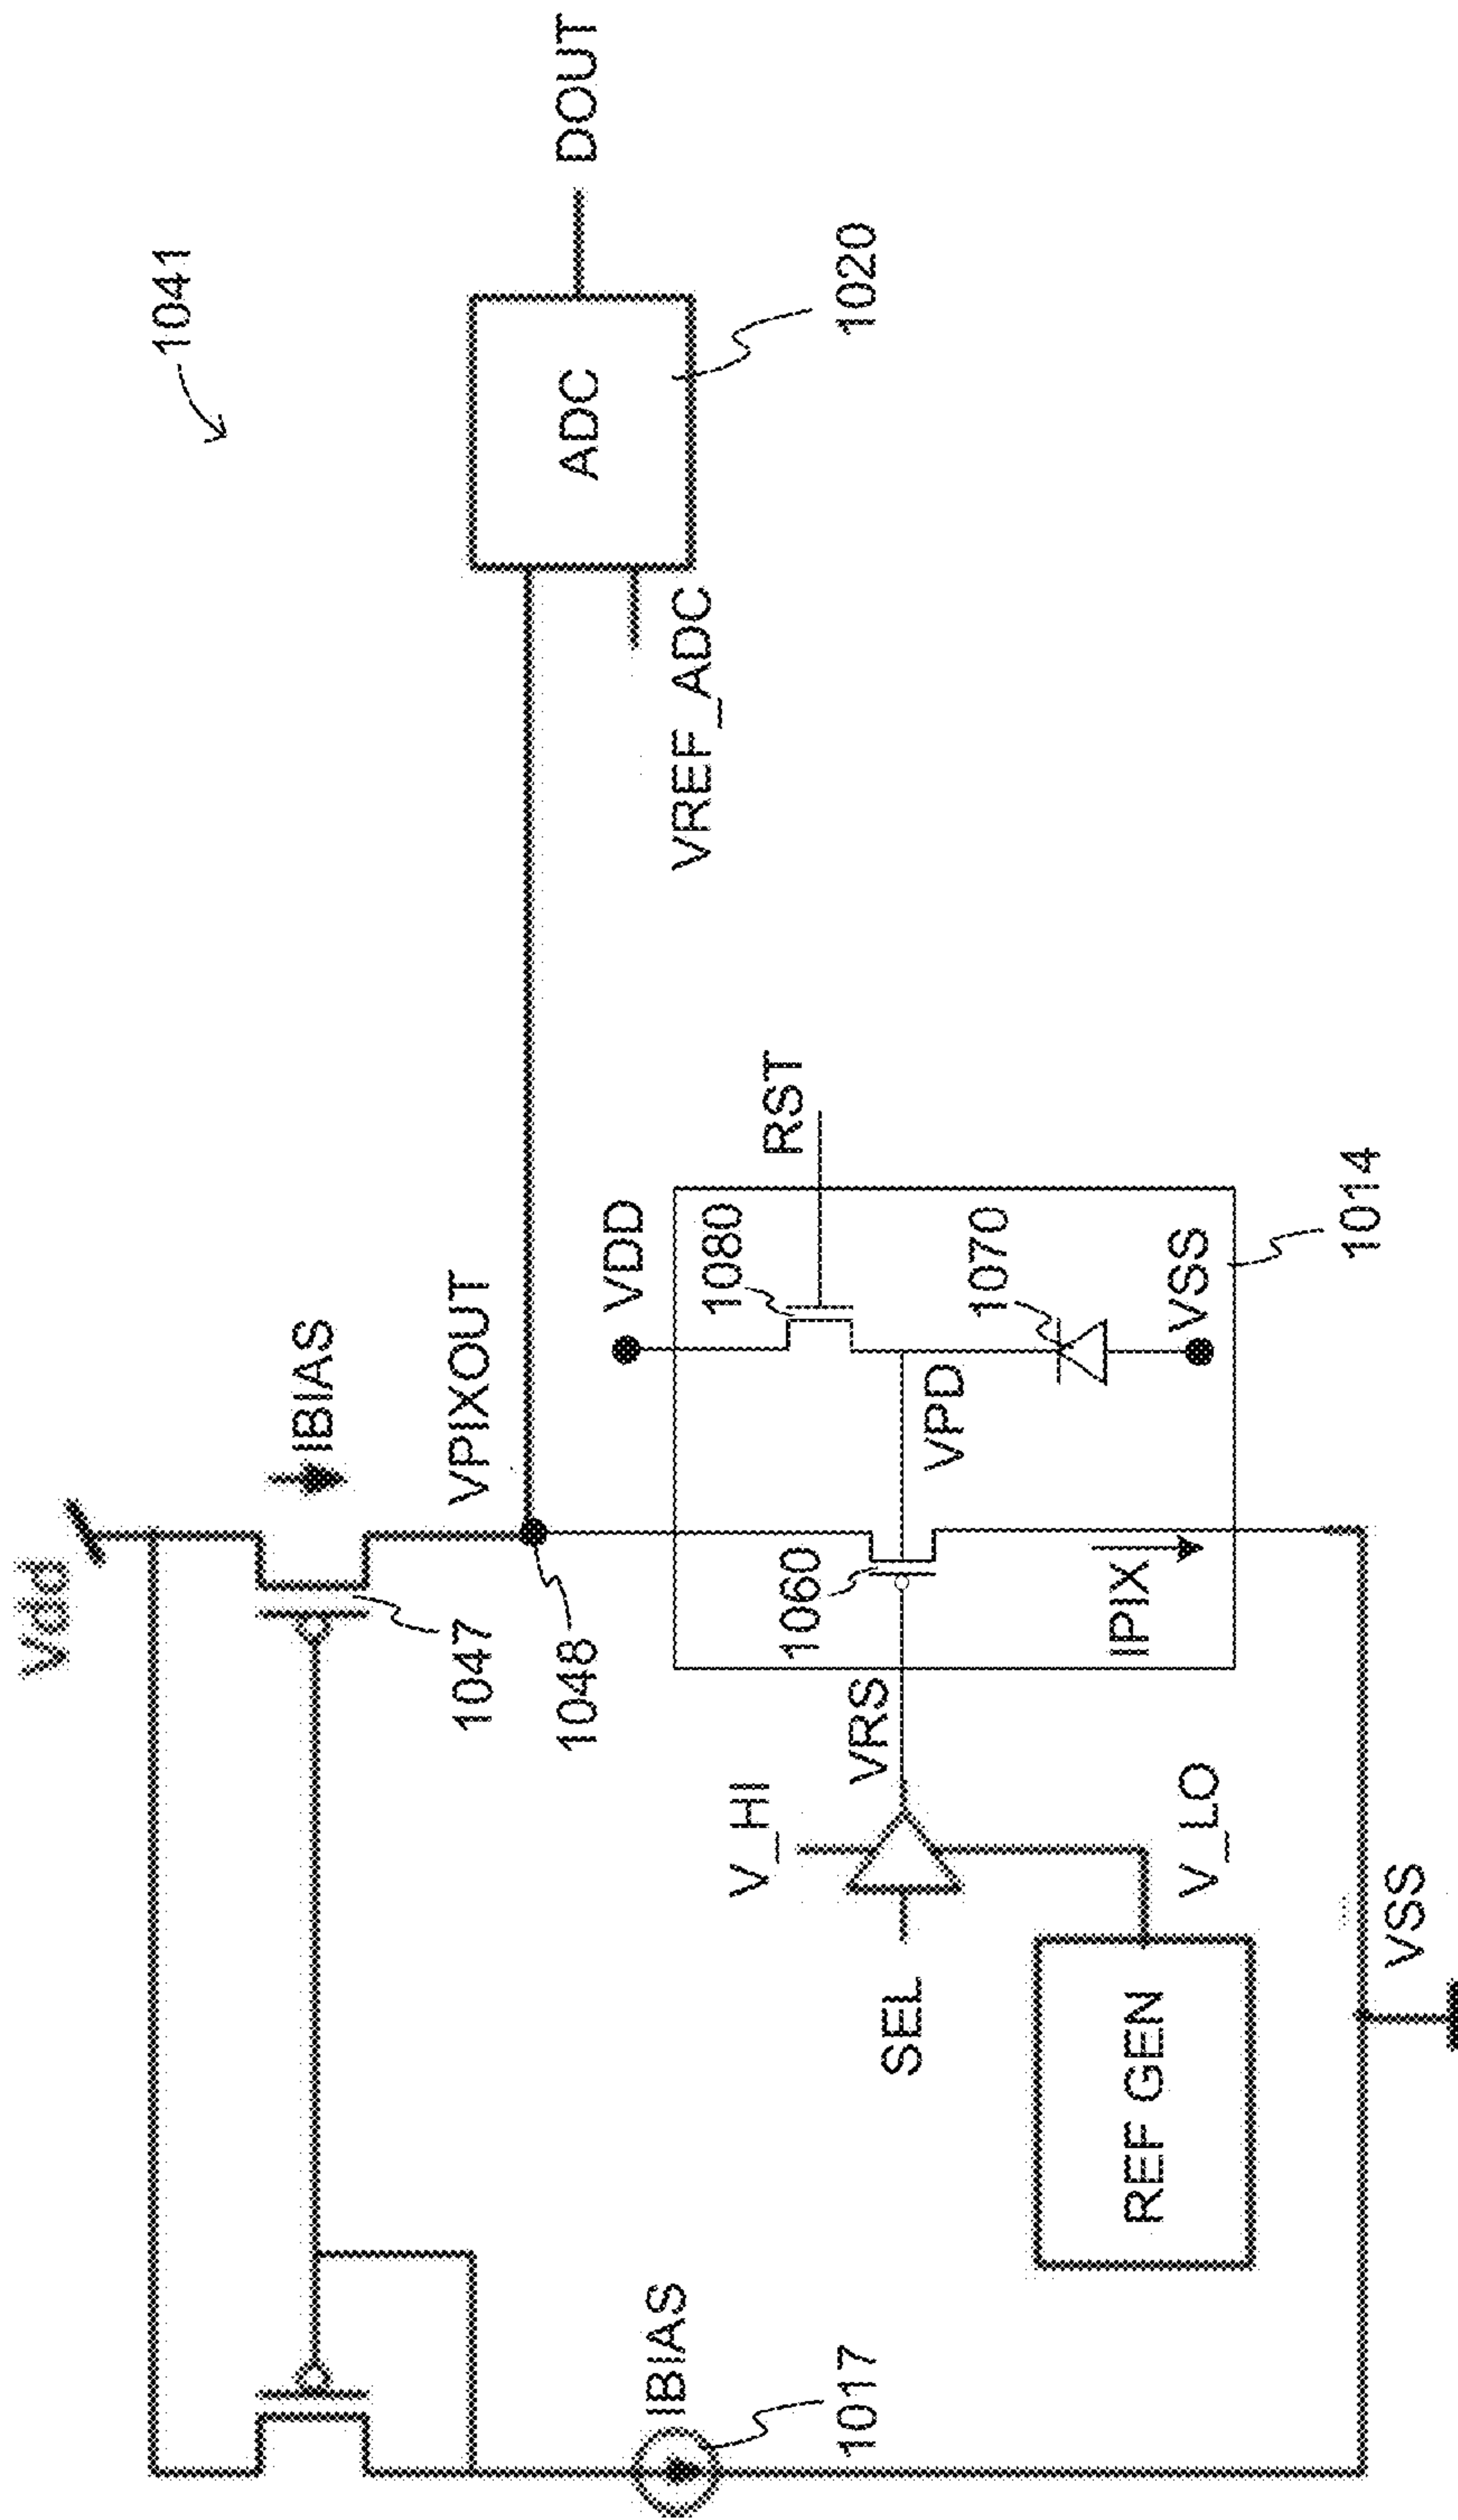 1041
Vdd
IBIAS
1047
VPIXOUT
1048
DOUT
ADC
1020
VREF_ADC
VDD
1080
RST
V_HI
VRS
1060
VPD
SEL
IBIAS
1017
1070
IPIX
VSS
V_LO
REF GEN
1014
VSS